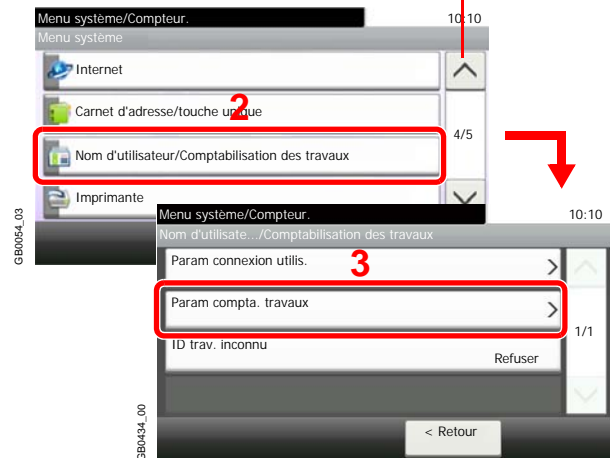 Menu système/Compteur.
10:10
Menu système
Internet
Carnet d'adresse/touche unique
2
4/5
Nom d'utilisateur/Comptabilisation des travaux
Imprimante
GB0054_03
Menu système/Compteur.
10:10
Nom d'utilisate.../Comptabilisation des travaux
Param connexion utilis.
3
Param compta. travaux
1/1
ID trav. inconnu
Refuser
< Retour
GB0434_00